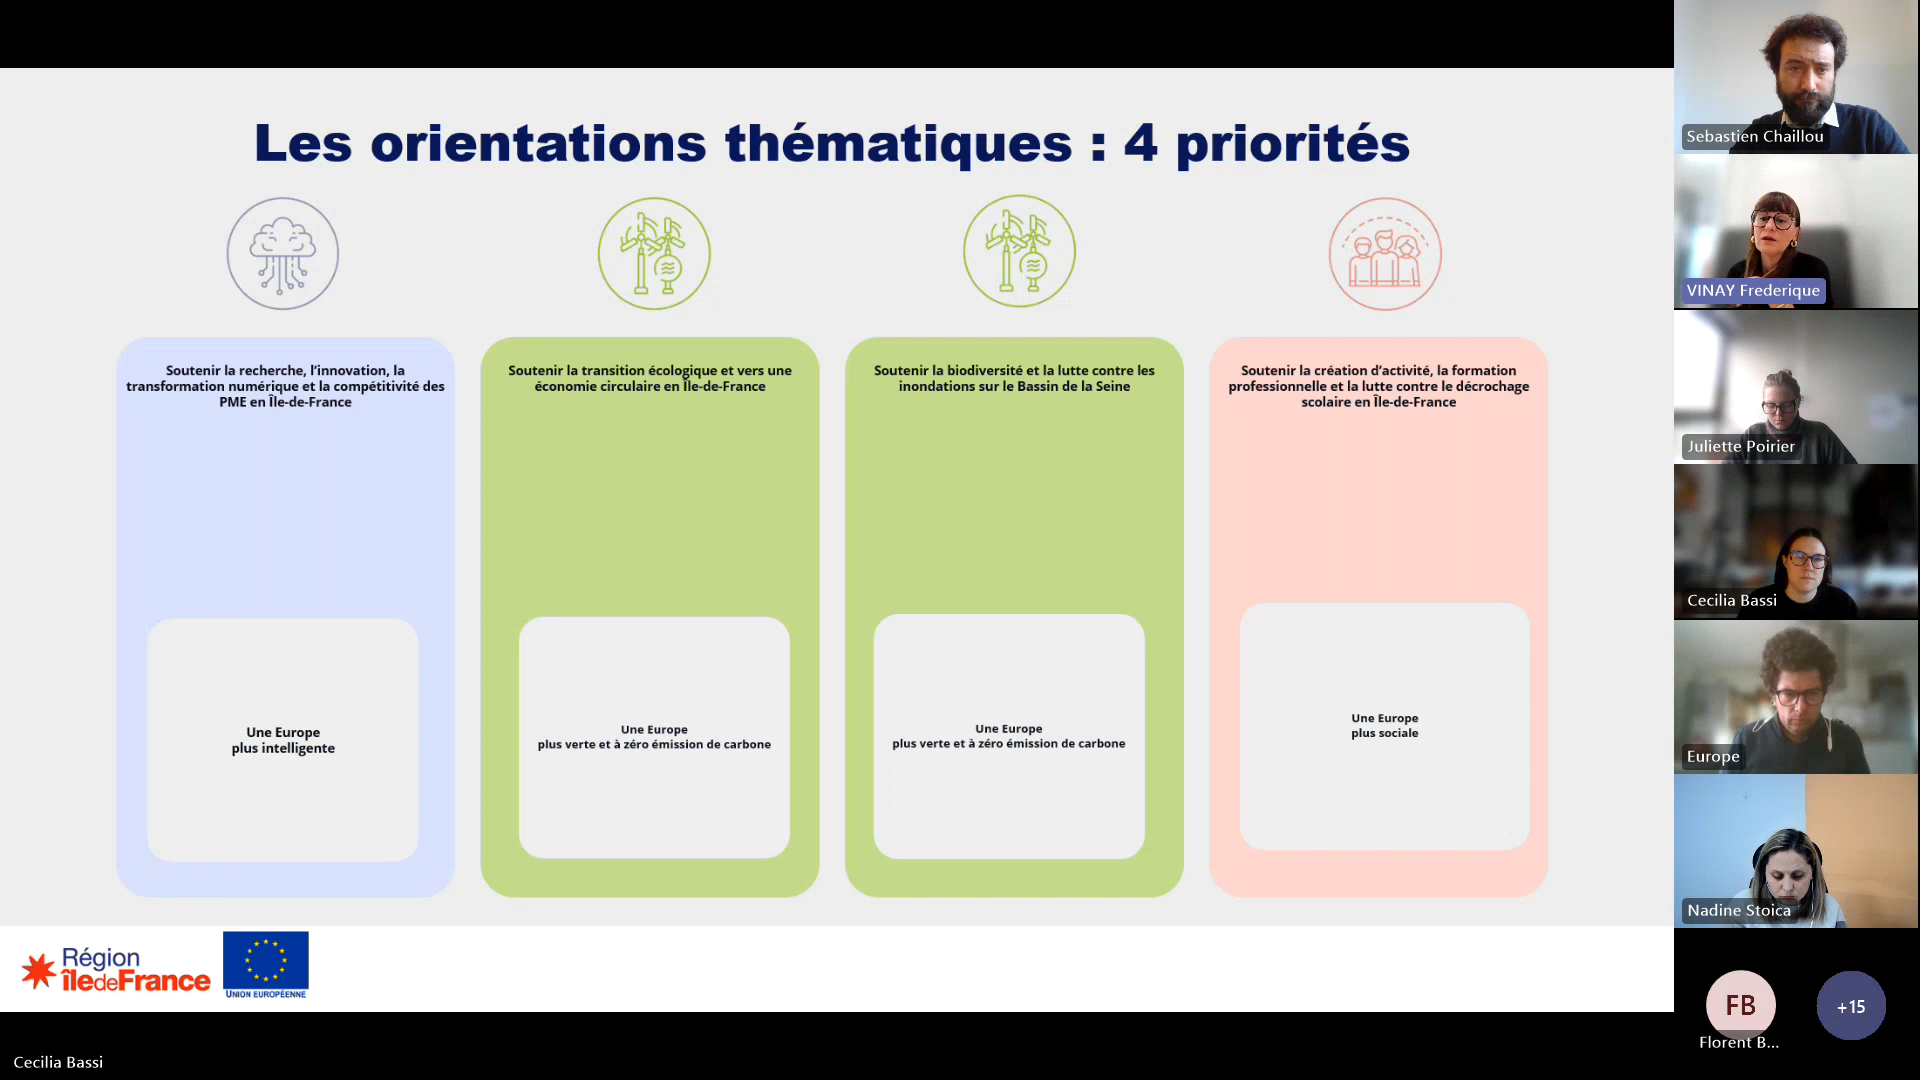 Les orientations thématiques : 4 priorités
Soutenir la recherche, l’innovation, la
transformation numérique et la compétitivité des
PME en Île-de-France
Une Europe
plus intelligente
Soutenir la transition écologique et vers une
économie circulaire en Île-de-France
Une Europe
plus verte et à zéro émission de carbone
Soutenir la biodiversité et la lutte contre les
inondations sur le Bassin de la Seine
Une Europe
plus verte et à zéro émission de carbone
Soutenir la création d’activité, la formation
professionnelle et la lutte contre le décrochage
scolaire en Île-de-France
Une Europe
plus sociale
Région
îledeFrance
UNION EUROPÉENNE
Cecilia Bassi
Sebastien Chaillou
VINAY Frederique
Juliette Poirier
Cecilia Bassi
Europe
Nadine Stoica
FB
Florent B...
+15